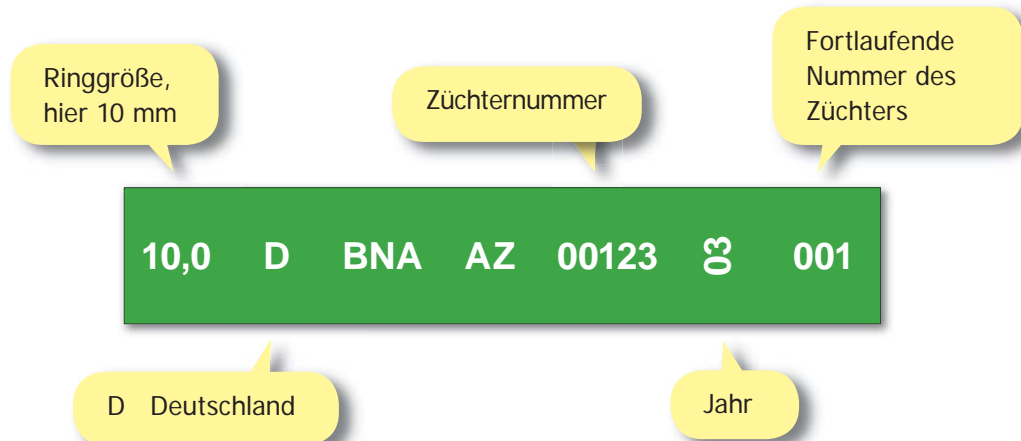 Ringgröße,
hier 10 mm
Züchternummer
Fortlaufende
Nummer des
Züchters
10,0 D BNA AZ 00123 03 001
D Deutschland
Jahr